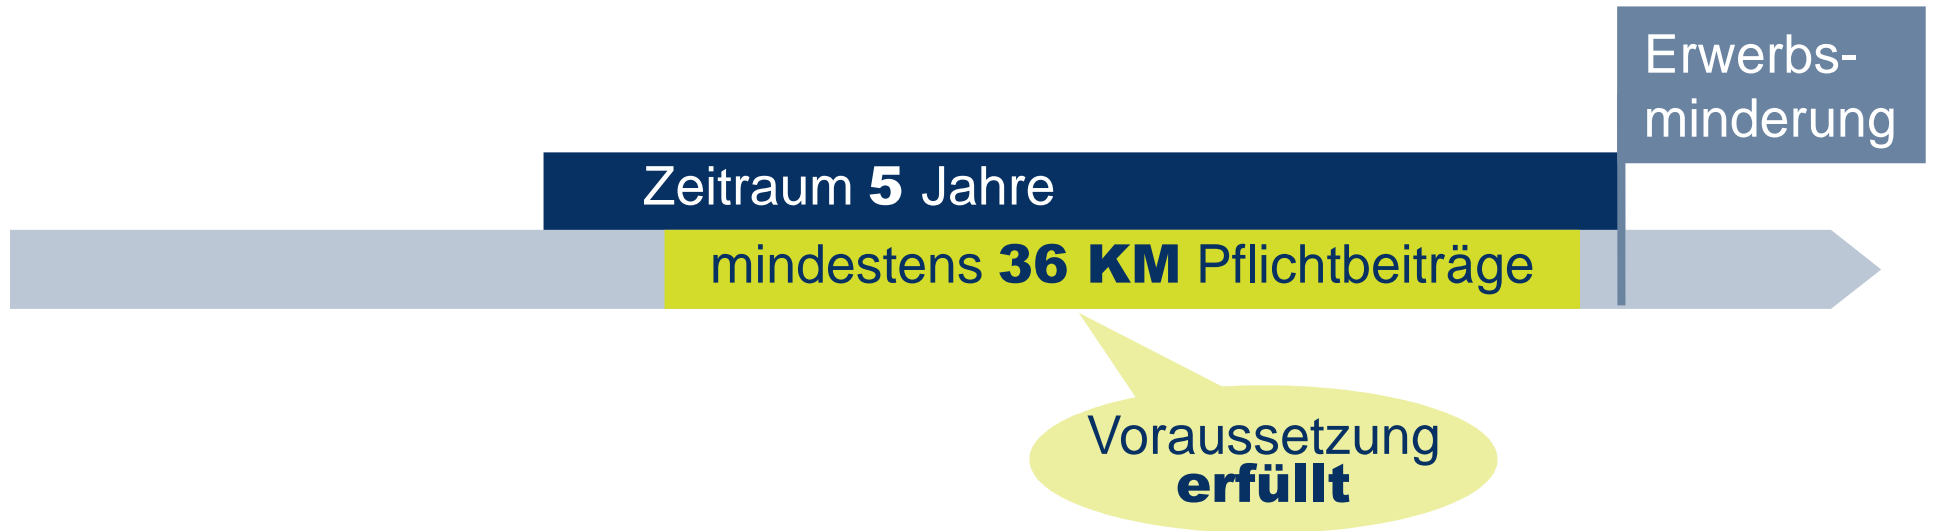 Erwerbs-
minderung
Zeitraum 5 Jahre
mindestens 36 KM Pflichtbeiträge
Voraussetzung
erfüllt